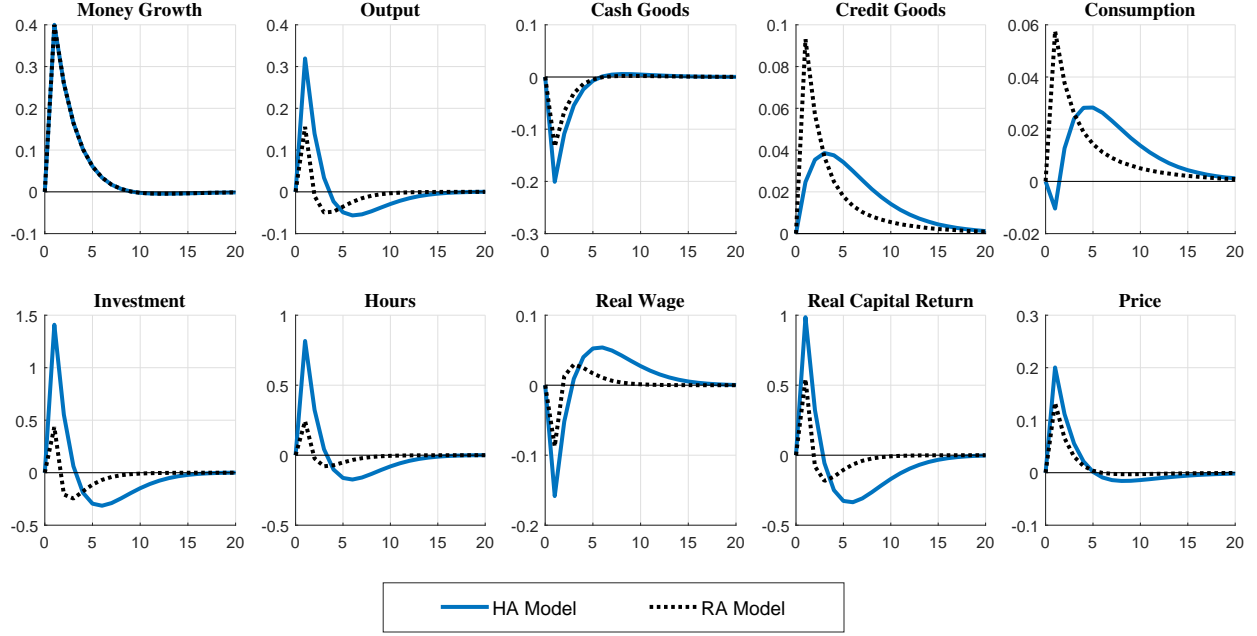 Money Growth
Output
Cash Goods
Credit Goods
Consumption
0.4
0.3
0.2
0.1
0
-0.1
0 5 10 15 20
0.4
0.3
0.2
0.1
0
-0.1
0 5 10 15 20
0.1
0
-0.1
-0.2
-0.3
0 5 10 15 20
0.1
0.08
0.06
0.04
0.02
0
0 5 10 15 20
0.06
0.04
0.02
0
-0.02
0 5 10 15 20
Investment
Hours
Real Wage
Real Capital Return
Price
1.5
1
0.5
0
-0.5
0 5 10 15 20
1
0.5
0
-0.5
0 5 10 15 20
0.1
0
-0.1
-0.2
0 5 10 15 20
1
0.5
0
-0.5
0 5 10 15 20
0.3
0.2
0.1
0
-0.1
0 5 10 15 20
HA Model
RA Model